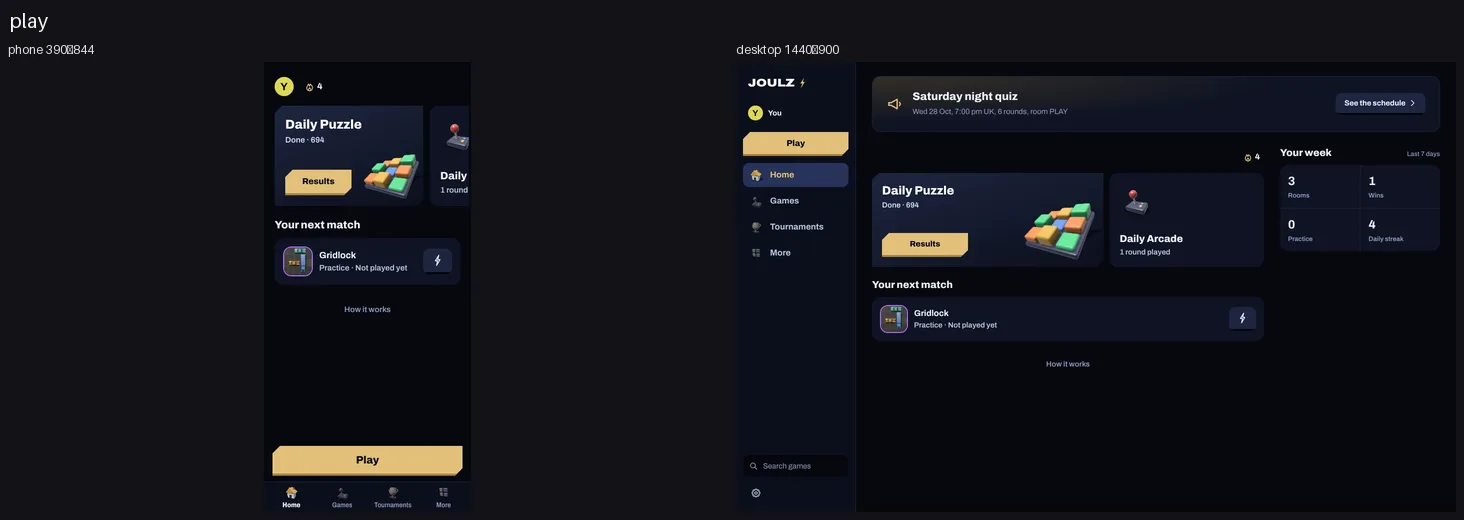 play
phone 390 844
desktop 1440 900
Y
4
Daily Puzzle
Done · 694
Results
Daily
1 round
Your next match
Gridlock
Practice · Not played yet
How it works
Play
Home
Games
Tournaments
More
JOULZ
Y
You
Play
Home
Games
Tournaments
More
Search games
Saturday night quiz
Wed 28 Oct, 7:00 pm UK, 6 rounds, room PLAY
See the schedule
4
Daily Puzzle
Done · 694
Results
Daily Arcade
1 round played
Your next match
Gridlock
Practice · Not played yet
How it works
Your week
Last 7 days
3
Rooms
1
Wins
0
Practice
4
Daily streak